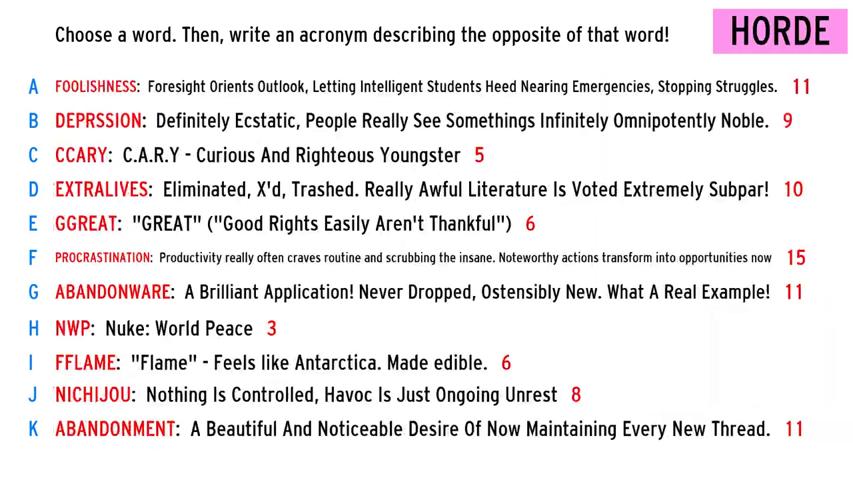 Choose a word. Then, write an acronym describing the opposite of that word!
HORDE
A FOOLISHNESS: Foresight Orients Outlook, Letting Intelligent Students Heed Nearing Emergencies, Stopping Struggles. 11
B DEPRSSION: Definitely Ecstatic, People Really See Somethings Infinitely Omnipotently Noble. 9
C CCARY: C.A.R.Y - Curious And Righteous Youngster 5
D EXTRALIVES: Eliminated, X'd, Trashed. Really Awful Literature Is Voted Extremely Subpar! 10
E GGREAT: "GREAT" ("Good Rights Easily Aren't Thankful") 6
F PROCRASTINATION: Productivity really often craves routine and scrubbing the insane. Noteworthy actions transform into opportunities now 15
G ABANDONWARE: A Brilliant Application! Never Dropped, Ostensibly New. What A Real Example! 11
H NWP: Nuke: World Peace 3
I FFLAME: "Flame" - Feels like Antarctica. Made edible. 6
J NICHIJOU: Nothing Is Controlled, Havoc Is Just Ongoing Unrest 8
K ABANDONMENT: A Beautiful And Noticeable Desire Of Now Maintaining Every New Thread. 11